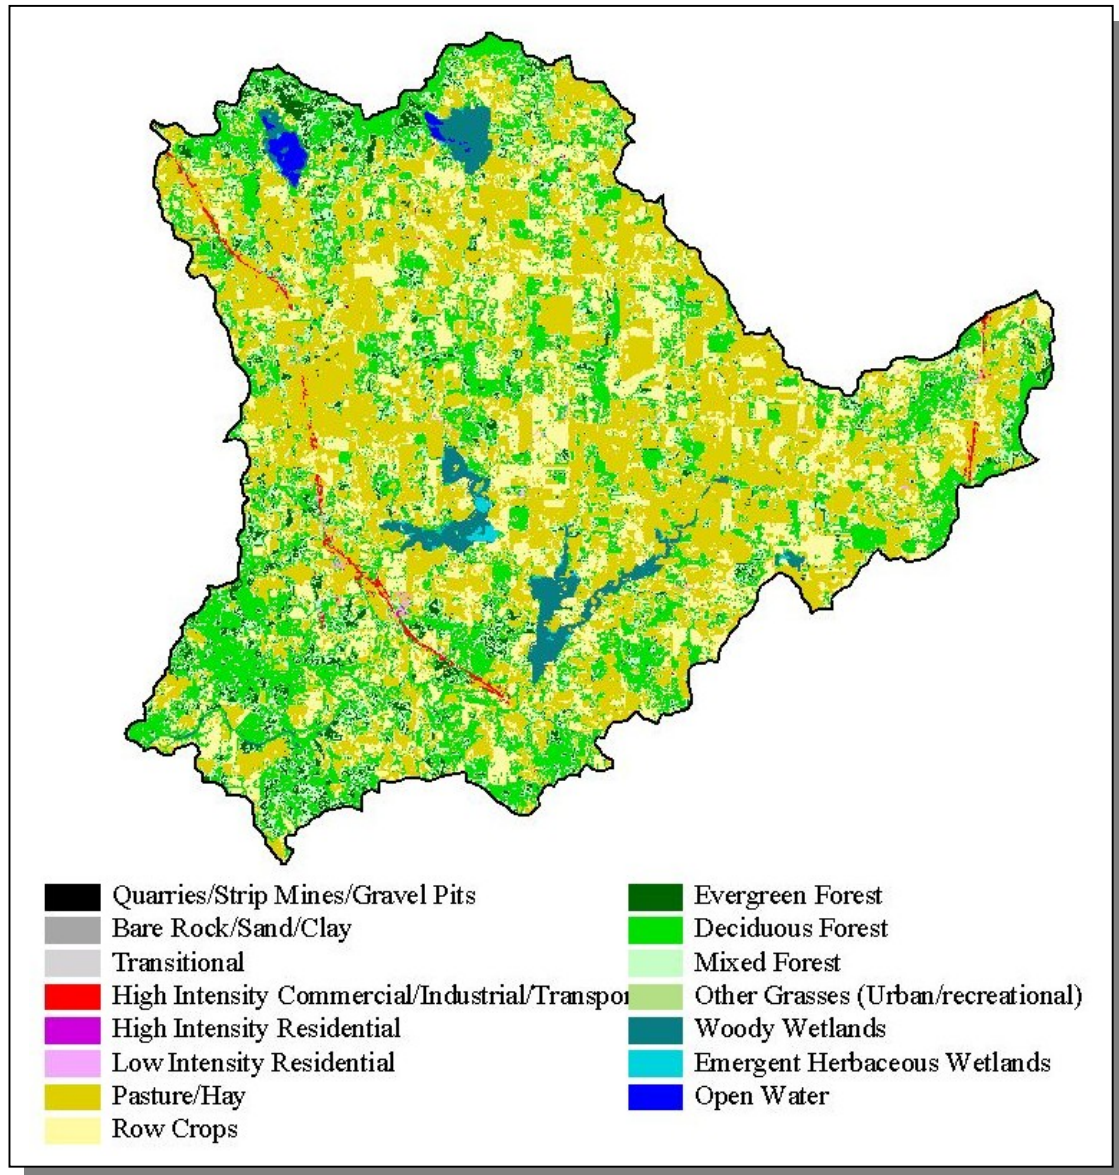 Quarries/Strip Mines/Gravel Pits
Bare Rock/Sand/Clay
Transitional
High Intensity Commercial/Industrial/Transpor
High Intensity Residential
Low Intensity Residential
Pasture/Hay
Row Crops
Evergreen Forest
Deciduous Forest
Mixed Forest
Other Grasses (Urban/recreational)
Woody Wetlands
Emergent Herbaceous Wetlands
Open Water